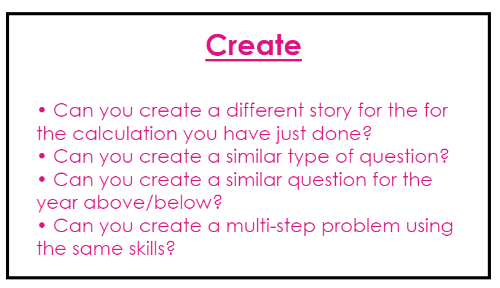 Create
• Can you create a different story for the for
the calculation you have just done?
• Can you create a similar type of question?
• Can you create a similar question for the
year above/below?
• Can you create a multi-step problem using
the same skills?